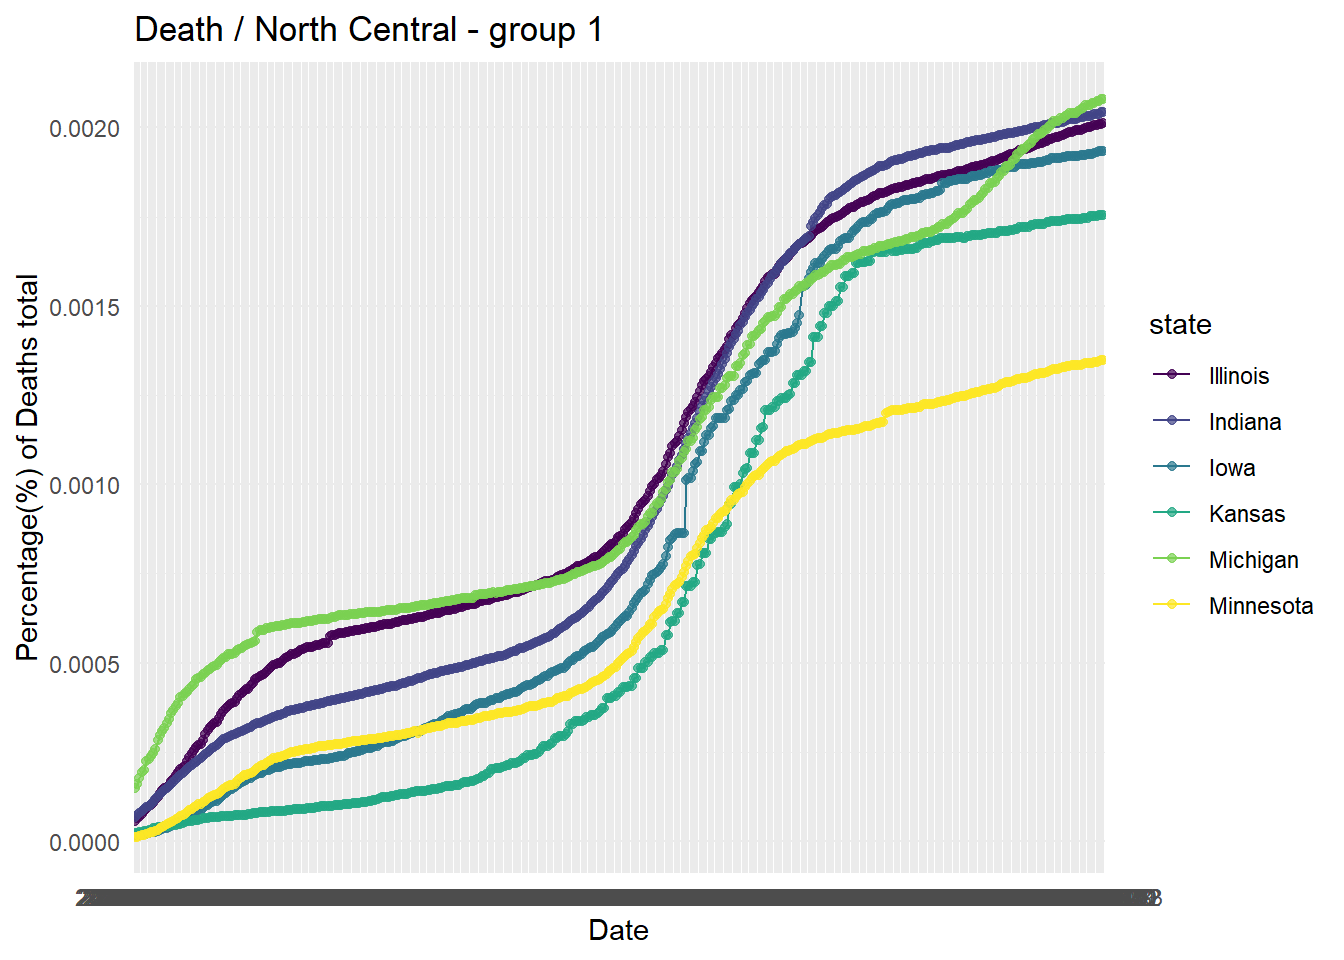 Death / North Central - group 1
Percentage(%) of Deaths total
0.0020
0.0015
0.0010
0.0005
0.0000
Date
state
Illinois
Indiana
Iowa
Kansas
Michigan
Minnesota